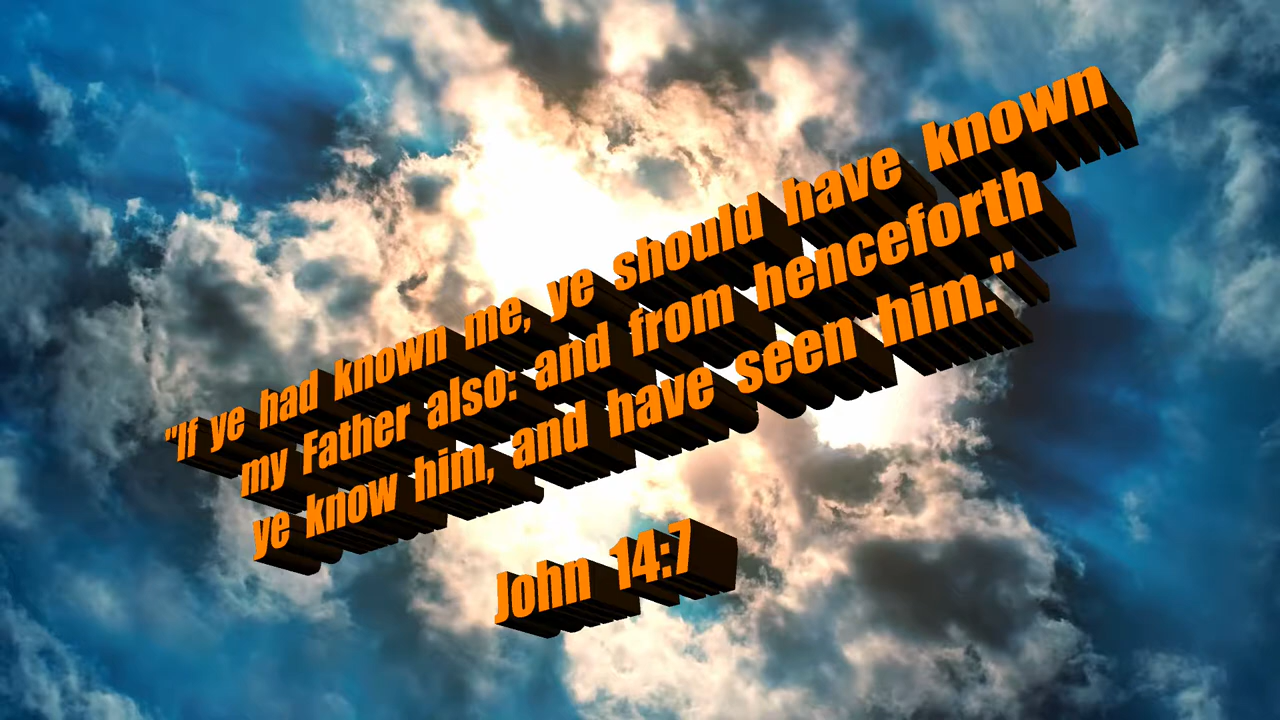 "If ye had known me, ye should have known
my Father also: and from henceforth
ye know him, and have seen him."
John 14:7